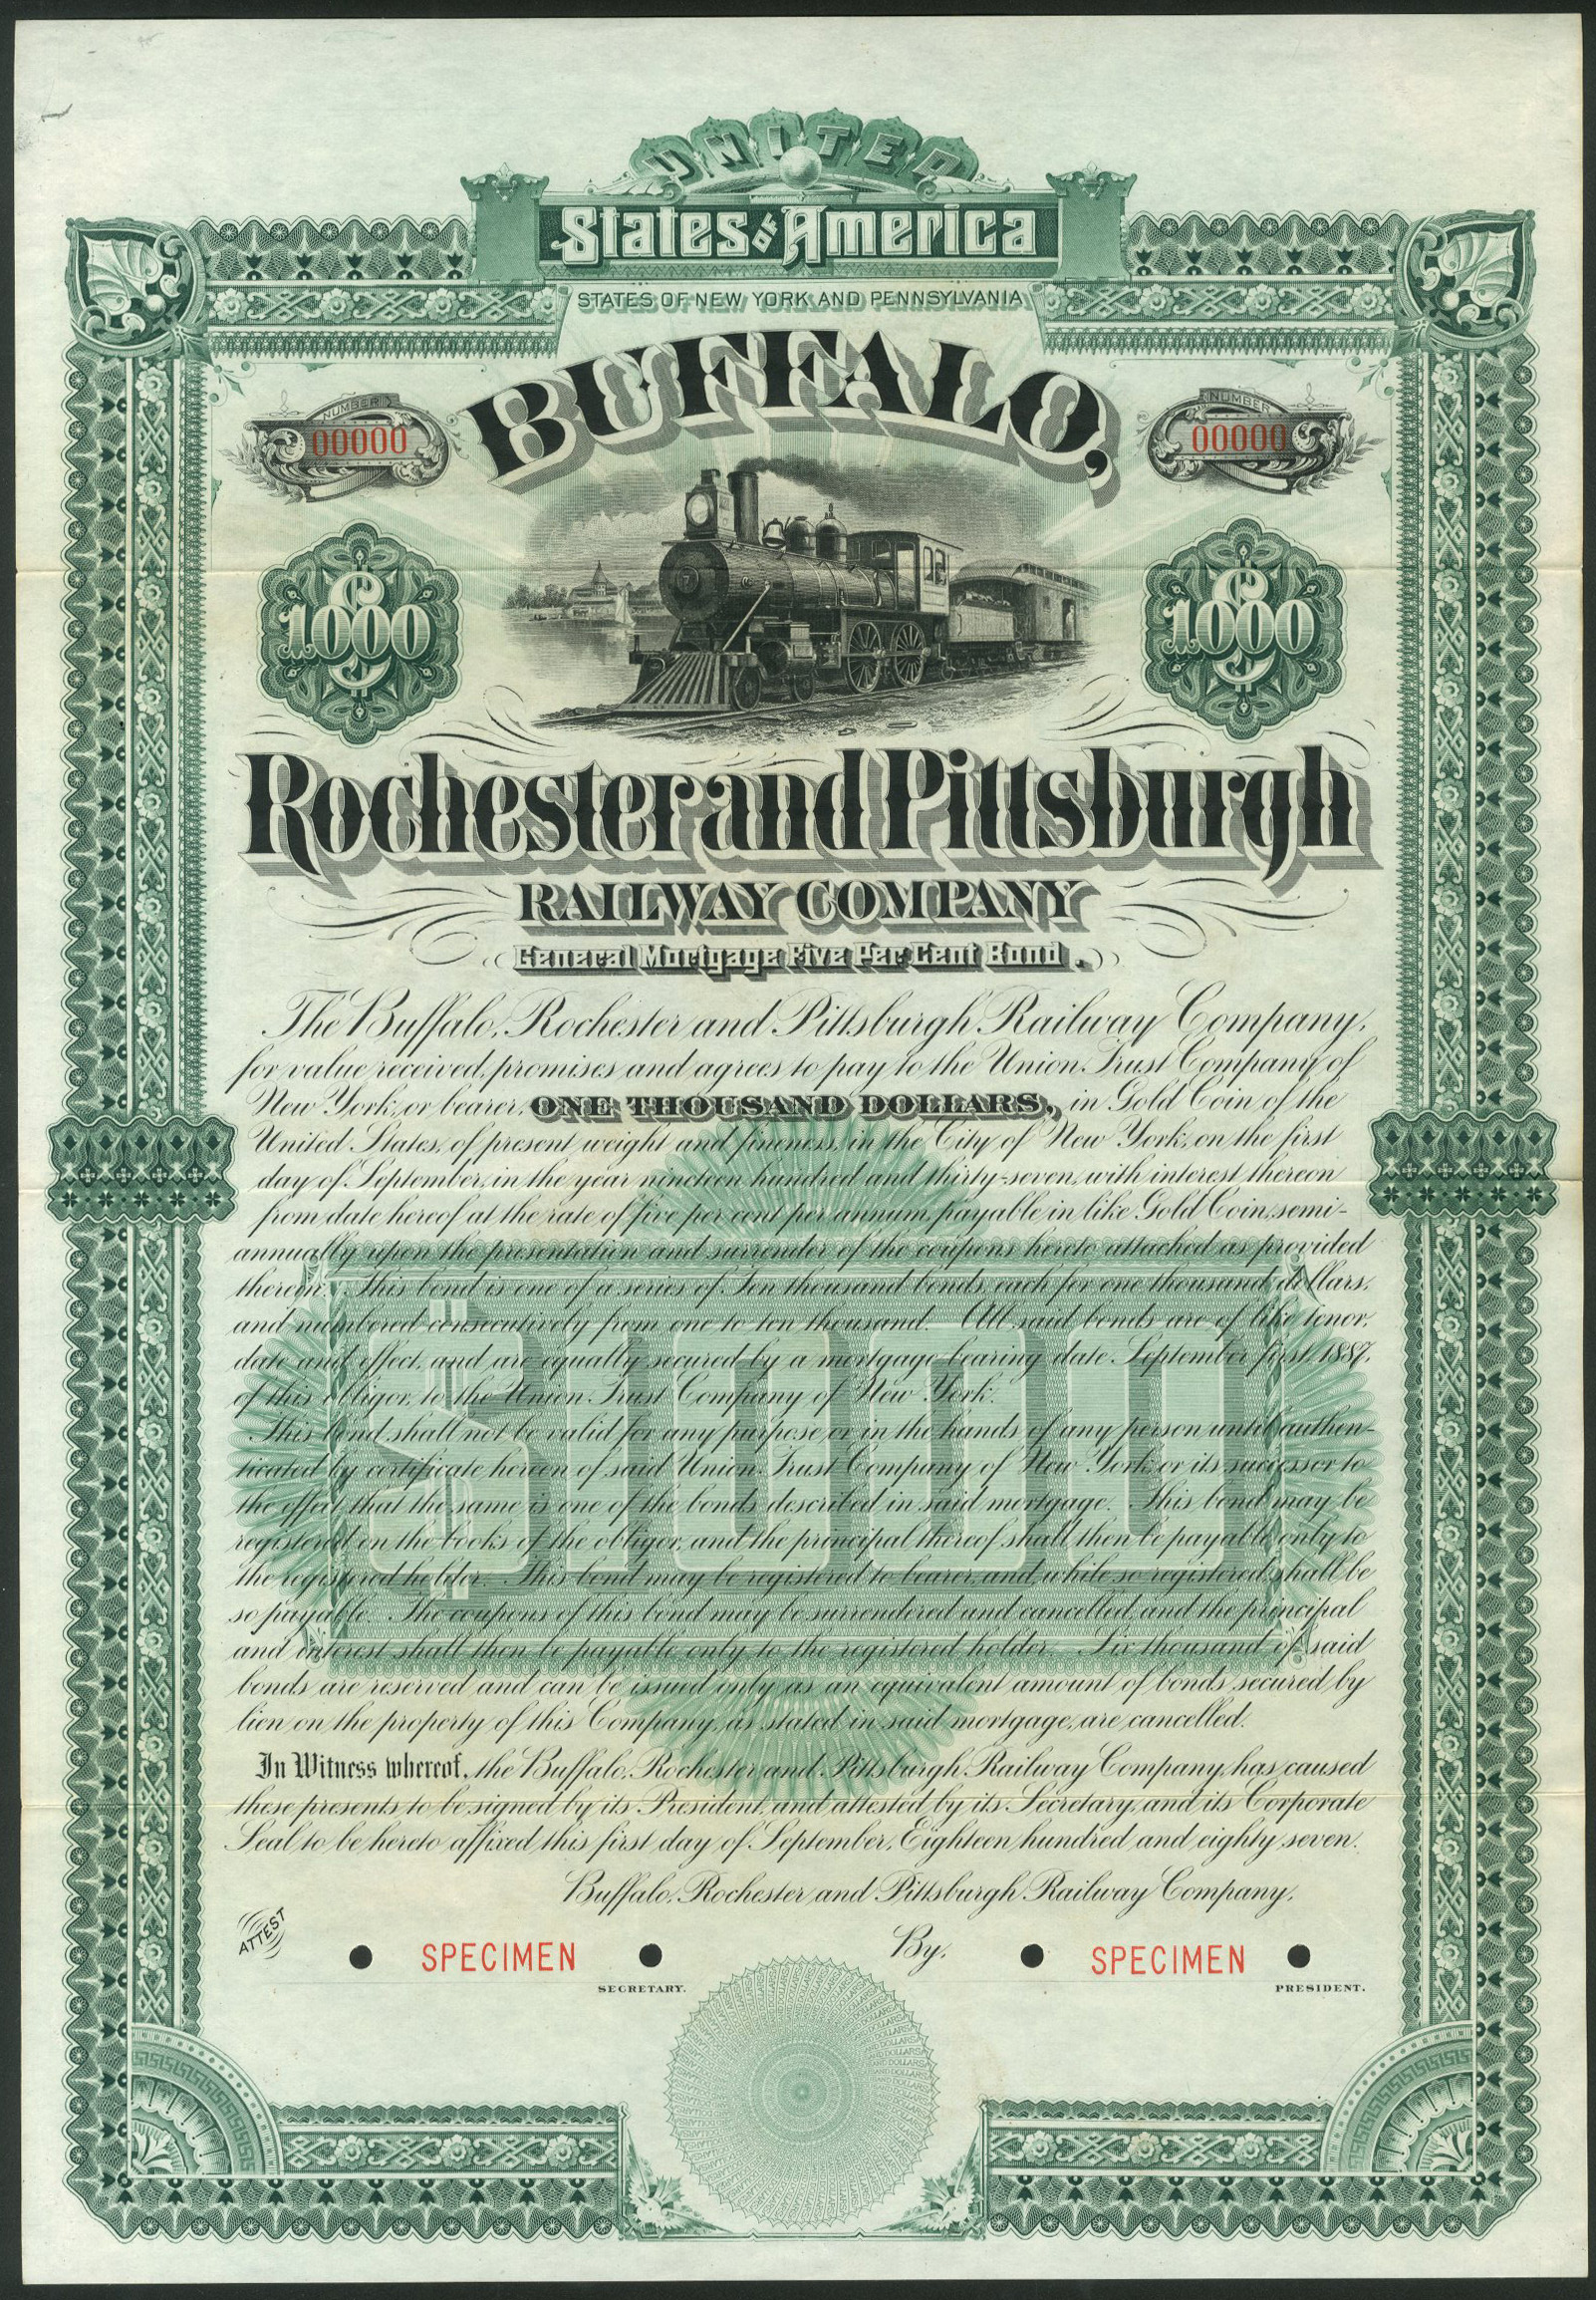 UNITED
States of America
STATES OF NEW YORK AND PENNSYLVANIA
BUFFALO,
NUMBER
00000
NUMBER
00000
$1000
$1000
7
Rochester and Pittsburgh
RAILWAY COMPANY
General Mortgage Five Per Cent Bond.
The Buffalo, Rochester and Pittsburgh Railway Company,
for value received, promises and agrees to pay to the Union Trust Company of
New York, or bearer, ONE THOUSAND DOLLARS, in Gold Coin of the
United States, of present weight and fineness, in the City of New York, on the first
day of September, in the year nineteen hundred and thirty-seven, with interest thereon
from date hereof at the rate of five per cent per annum, payable in like Gold Coin, semi-
annually upon the presentation and surrender of the coupons hereto attached as provided
therein. This bond is one of a series of Ten thousand bonds each for one thousand dollars,
and numbered consecutively from one to ten thousand. All said bonds are of like tenor,
date and effect, and are equally secured by a mortgage bearing date September first, 1887,
of this obligor, to the Union Trust Company of New York.
This bond shall not be valid for any purpose or in the hands of any person until authen-
ticated by certificate hereon of said Union Trust Company of New York or its successor to
the effect that the same is one of the bonds described in said mortgage. This bond may be
registered on the books of the obligor, and the principal thereof shall then be payable only to
the registered holder. This bond may be registered to bearer, and while so registered, shall be
so payable. The coupons of this bond may be surrendered and cancelled, and the principal
and interest shall then be payable only to the registered holder. Six thousand of said
bonds are reserved and can be issued only as an equivalent amount of bonds secured by
lien on the property of this Company, as stated in said mortgage, are cancelled.
$1000
In Witness whereof, the Buffalo, Rochester and Pittsburgh Railway Company, has caused
these presents to be signed by its President, and attested by its Secretary, and its Corporate
Seal to be hereto affixed this first day of September, Eighteen hundred and eighty seven.
Buffalo, Rochester and Pittsburgh Railway Company,
ATTEST
SPECIMEN
SECRETARY.
By,
SPECIMEN
PRESIDENT.